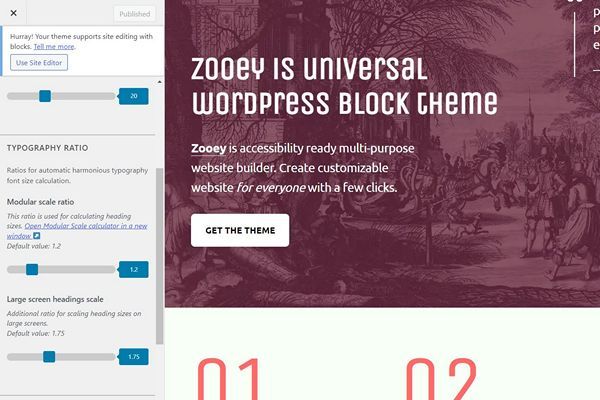 Published
Hurray! Your theme supports site editing with
blocks. Tell me more.
Use Site Editor
20
TYPOGRAPHY RATIO
Ratios for automatic harmonious typography
font size calculation.
Modular scale ratio
This ratio is used for calculating heading
sizes. Open Modular Scale calculator in a new
window
Default value: 1.2
1.2
Large screen headings scale
Additional ratio for scaling heading sizes on
large screens.
Default value: 1.75
1.75
Zooey is universal
WordPress block theme
Zooey is accessibility ready multi-purpose
website builder. Create customizable
website for everyone with a few clicks.
GET THE THEME
01 02